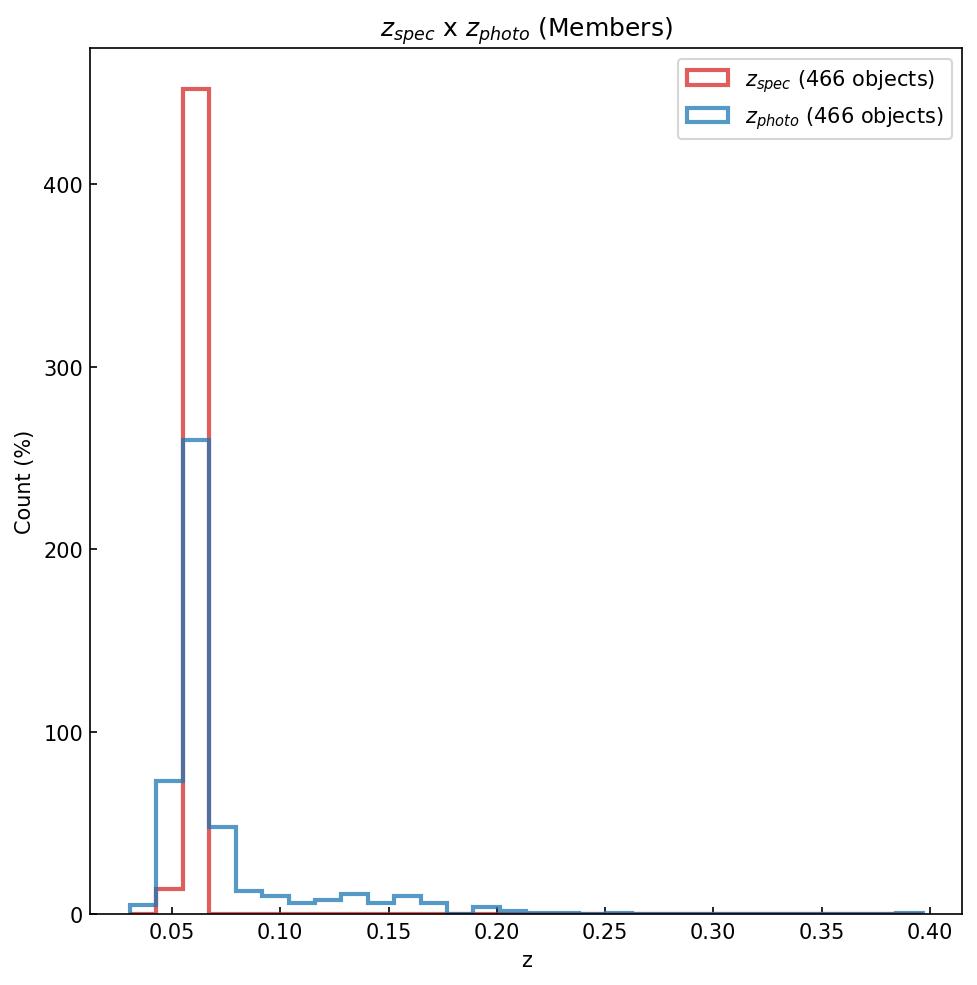 z_spec x z_photo (Members)
z_spec (466 objects)
z_photo (466 objects)
Count (%)
400
300
200
100
0
0.05 0.10 0.15 0.20 0.25 0.30 0.35 0.40
z